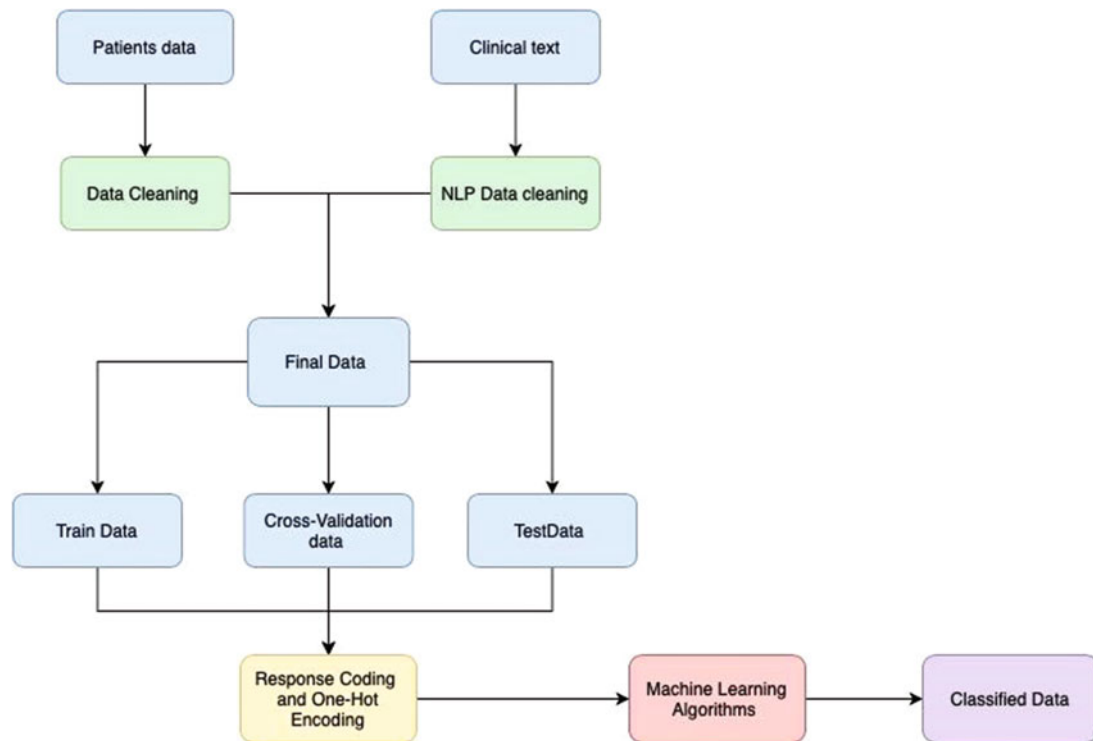 Patients data
Clinical text
Data Cleaning
NLP Data cleaning
Final Data
Train Data
Cross-Validation
data
TestData
Response Coding
and One-Hot
Encoding
Machine Learning
Algorithms
Classified Data